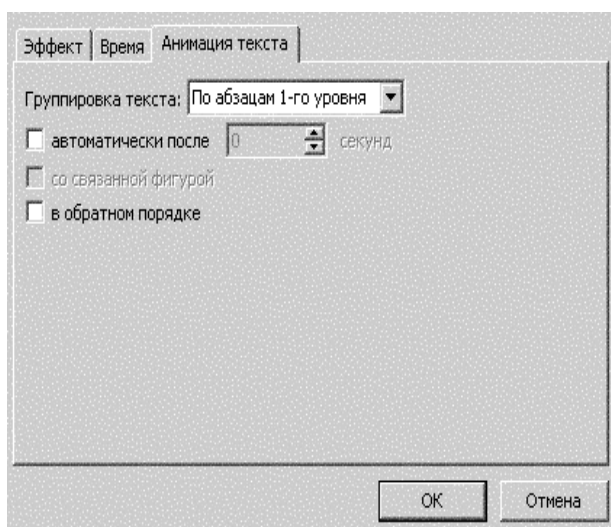 Эффект Время Анимация текста
Группировка текста: По абзацам 1-го уровня
автоматически после 0 секунд
со связанной фигурой
в обратном порядке
ОК Отмена